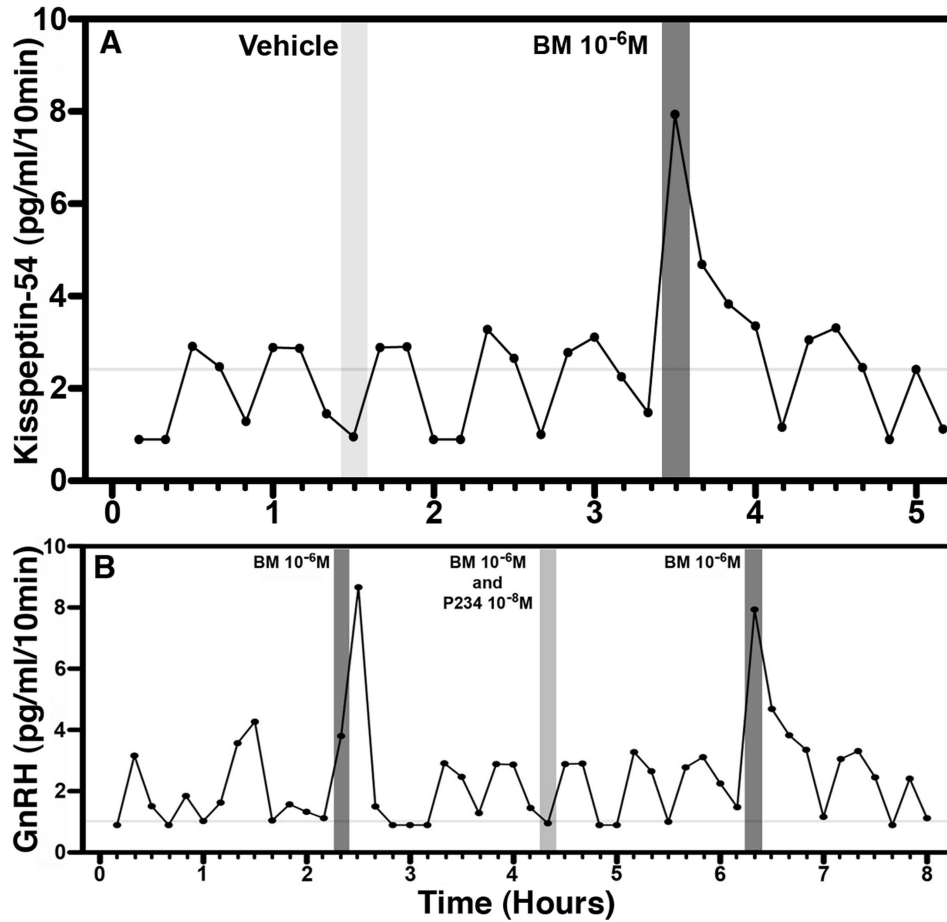 A
Vehicle
BM 10⁻⁶M
Kisspeptin-54 (pg/ml/10min)
10
8
6
4
2
0
0 1 2 3 4 5
B
BM 10⁻⁶M
BM 10⁻⁶M
and
P234 10⁻⁸M
BM 10⁻⁶M
GnRH (pg/ml/10min)
10
8
6
4
2
0
0 1 2 3 4 5 6 7 8
Time (Hours)